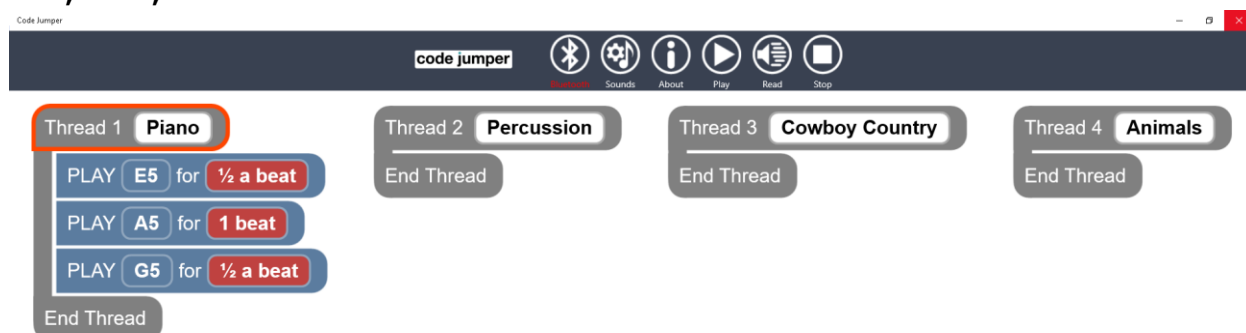 Code Jumper
code jumper
Bluetooth Sounds About Play Read Stop
Thread 1 Piano
PLAY E5 for ½ a beat
PLAY A5 for 1 beat
PLAY G5 for ½ a beat
End Thread
Thread 2 Percussion
End Thread
Thread 3 Cowboy Country
End Thread
Thread 4 Animals
End Thread